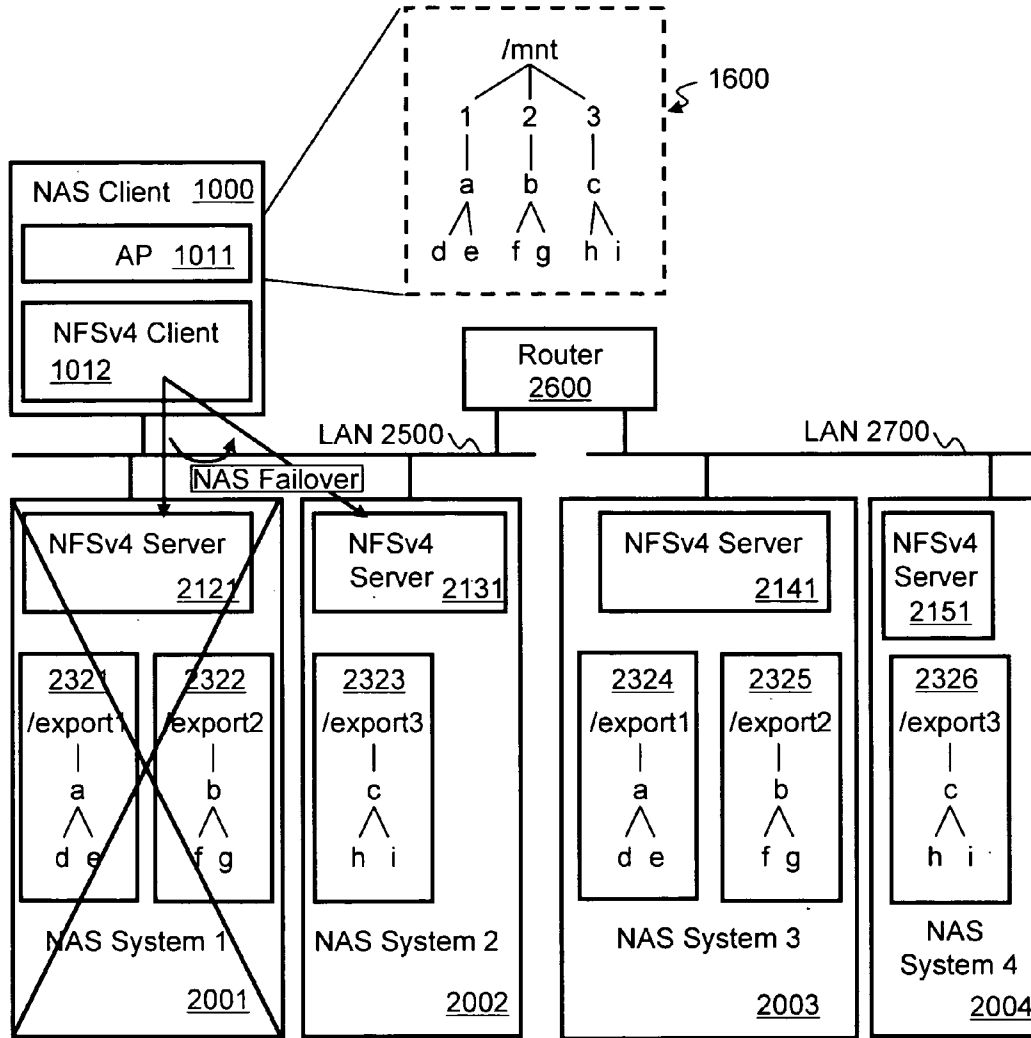 /mnt
1600
1 2 3
a b c
d e f g h i
NAS Client 1000
AP 1011
NFSv4 Client
1012
Router
2600
LAN 2500
LAN 2700
NAS Failover
NFSv4 Server
2121
NFSv4
Server 2131
NFSv4 Server
2141
NFSv4
Server
2151
2321
/export1
a
d e
2322
/export2
b
f g
2323
/export3
c
h i
2324
/export1
a
d e
2325
/export2
b
f g
2326
/export3
c
h i
NAS System 1
2001
NAS System 2
2002
NAS System 3
2003
NAS
System 4
2004